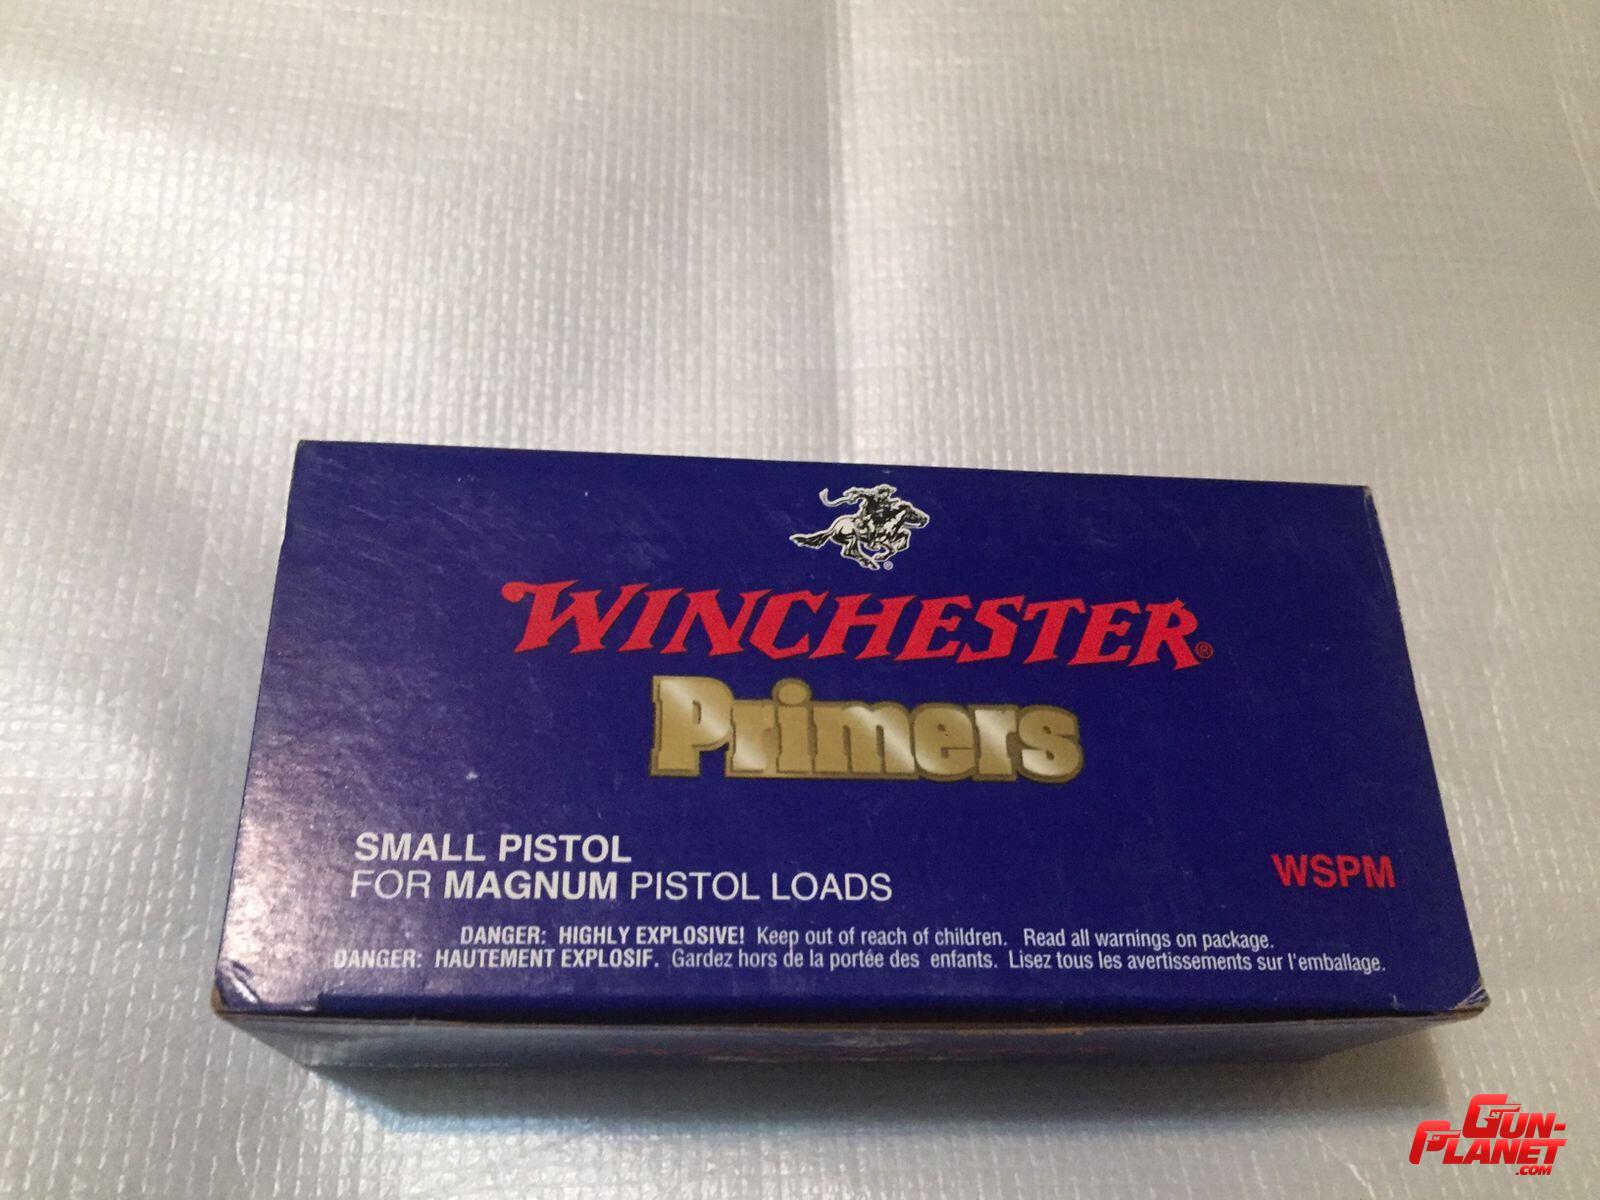 WINCHESTER®
Primers
SMALL PISTOL
FOR MAGNUM PISTOL LOADS
WSPM
DANGER: HIGHLY EXPLOSIVE! Keep out of reach of children. Read all warnings on package.
DANGER: HAUTEMENT EXPLOSIF. Gardez hors de la portée des enfants. Lisez tous les avertissements sur l'emballage.
GUN-
PLANET
.COM